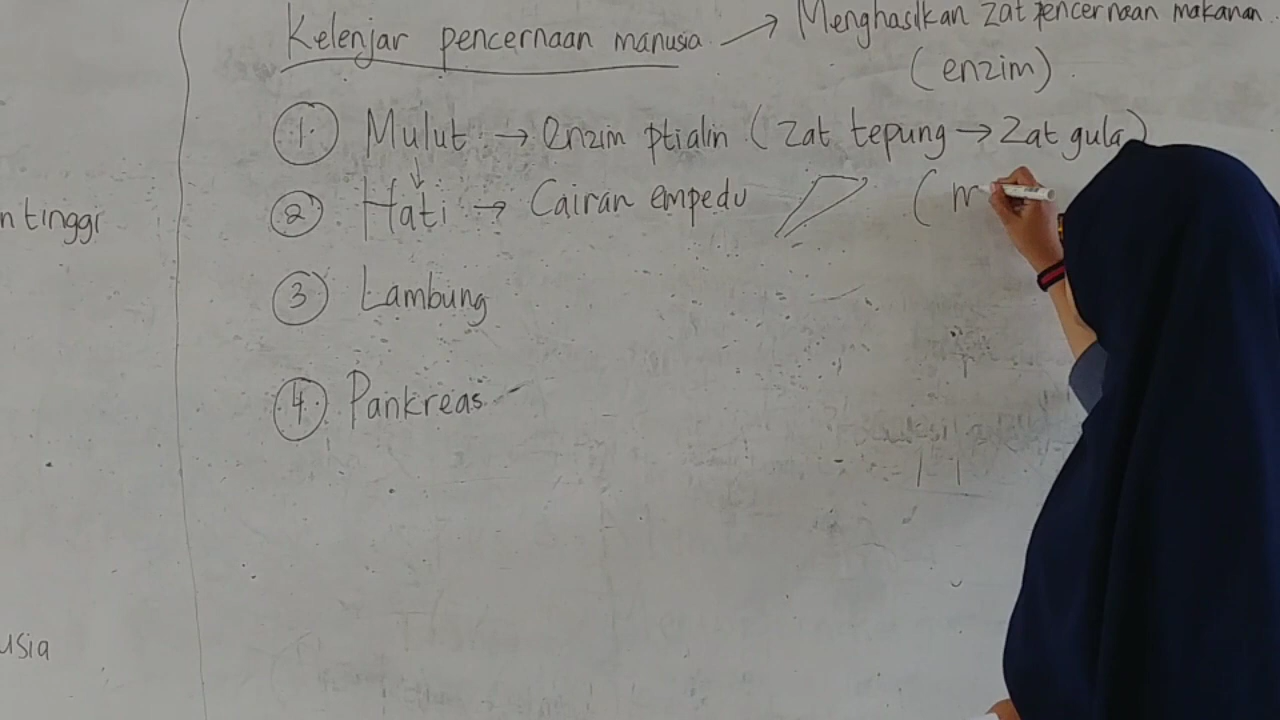 Kelenjar pencernaan manusia → Menghasilkan zat pencernaan makanan.
(enzim).
① Mulut → Enzim ptialin (Zat tepung → Zat gula)
② Hati → Cairan empedu (m
③ Lambung
④ Pankreas
n tinggi
usia